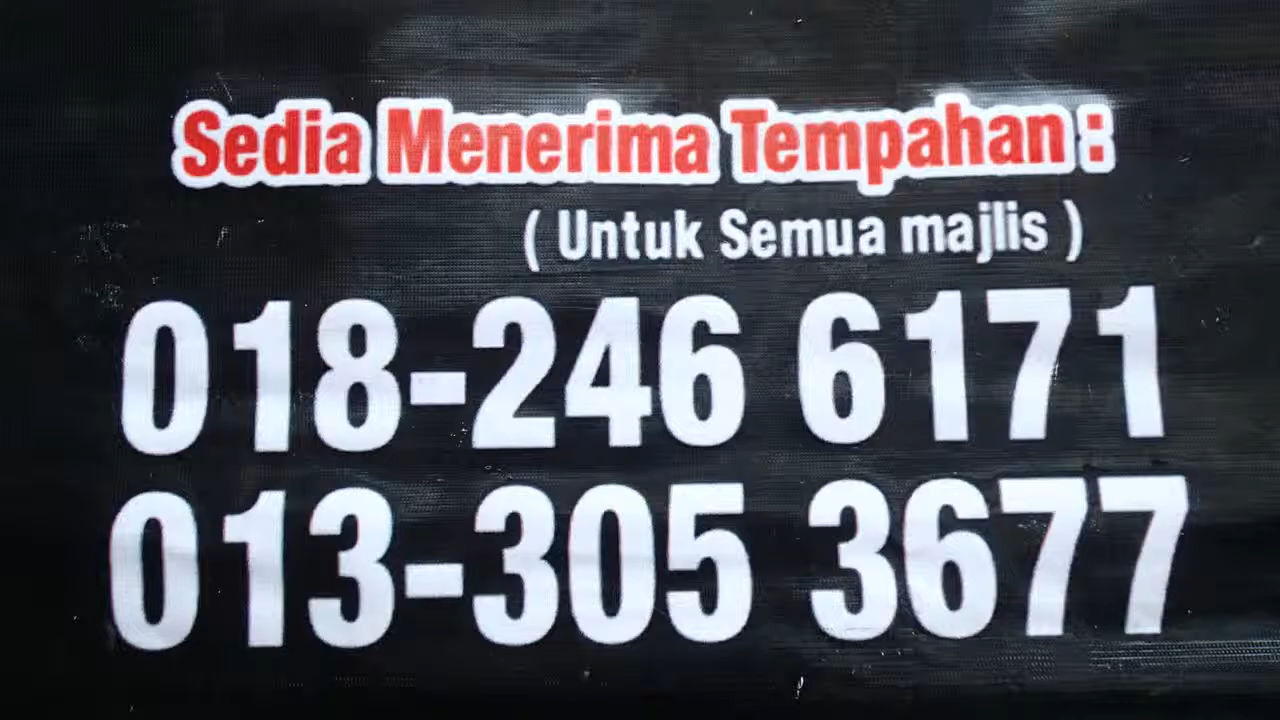 Sedia Menerima Tempahan :
( Untuk Semua majlis )
018-246 6171
013-305 3677